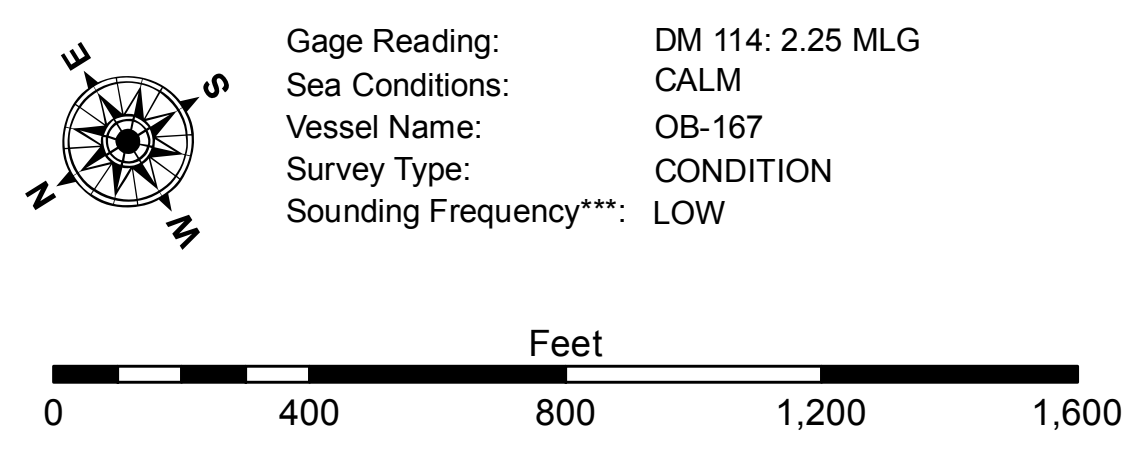 E
S
N
W
Gage Reading: DM 114: 2.25 MLG
Sea Conditions: CALM
Vessel Name: OB-167
Survey Type: CONDITION
Sounding Frequency***: LOW
Feet
0 400 800 1,200 1,600